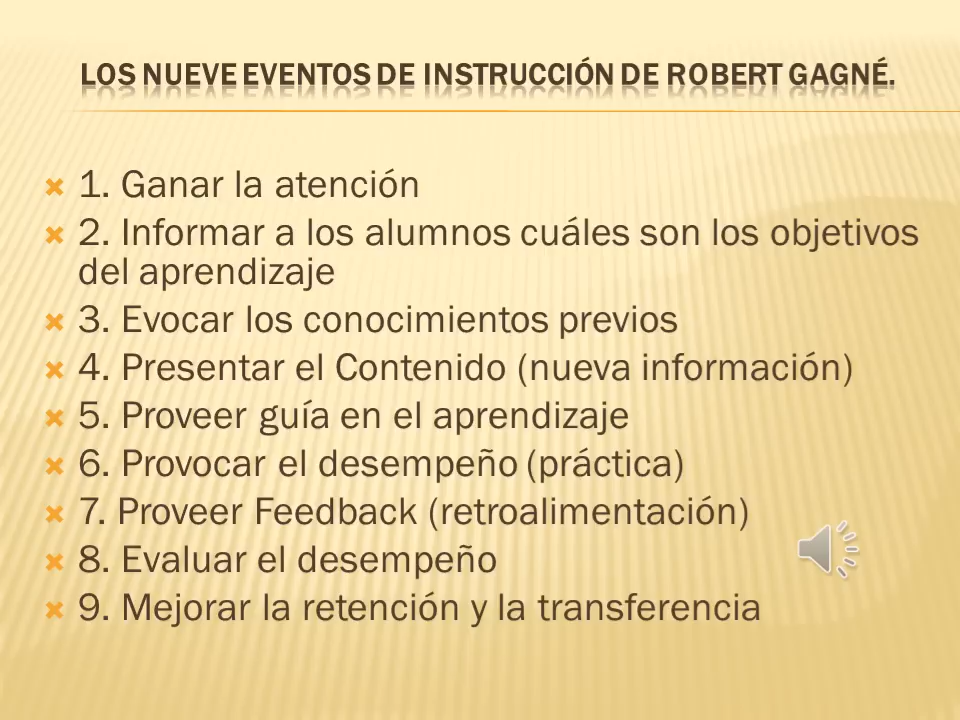 LOS NUEVE EVENTOS DE INSTRUCCIÓN DE ROBERT GAGNÉ.
1. Ganar la atención
2. Informar a los alumnos cuáles son los objetivos
del aprendizaje
3. Evocar los conocimientos previos
4. Presentar el Contenido (nueva información)
5. Proveer guía en el aprendizaje
6. Provocar el desempeño (práctica)
7. Proveer Feedback (retroalimentación)
8. Evaluar el desempeño
9. Mejorar la retención y la transferencia